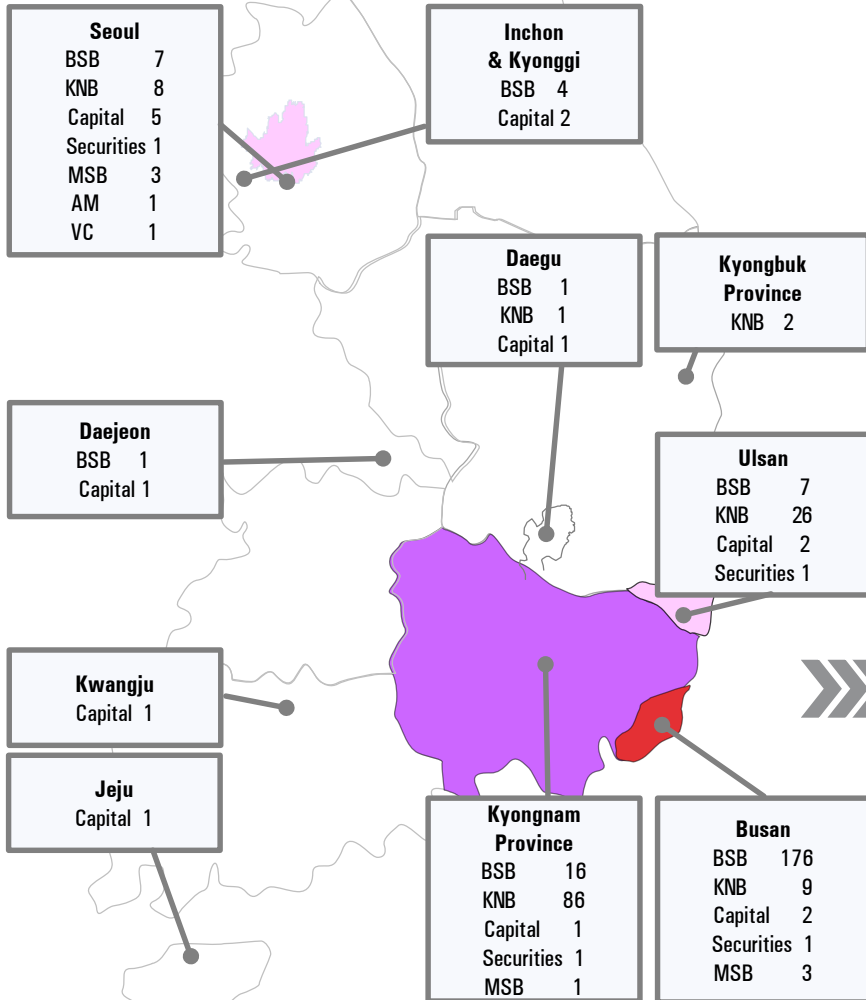 Seoul
BSB 7
KNB 8
Capital 5
Securities 1
MSB 3
AM 1
VC 1
Inchon
& Kyonggi
BSB 4
Capital 2
Daegu
BSB 1
KNB 1
Capital 1
Kyongbuk
Province
KNB 2
Daejeon
BSB 1
Capital 1
Ulsan
BSB 7
KNB 26
Capital 2
Securities 1
Kwangju
Capital 1
Jeju
Capital 1
Kyongnam
Province
BSB 16
KNB 86
Capital 1
Securities 1
MSB 1
Busan
BSB 176
KNB 9
Capital 2
Securities 1
MSB 3